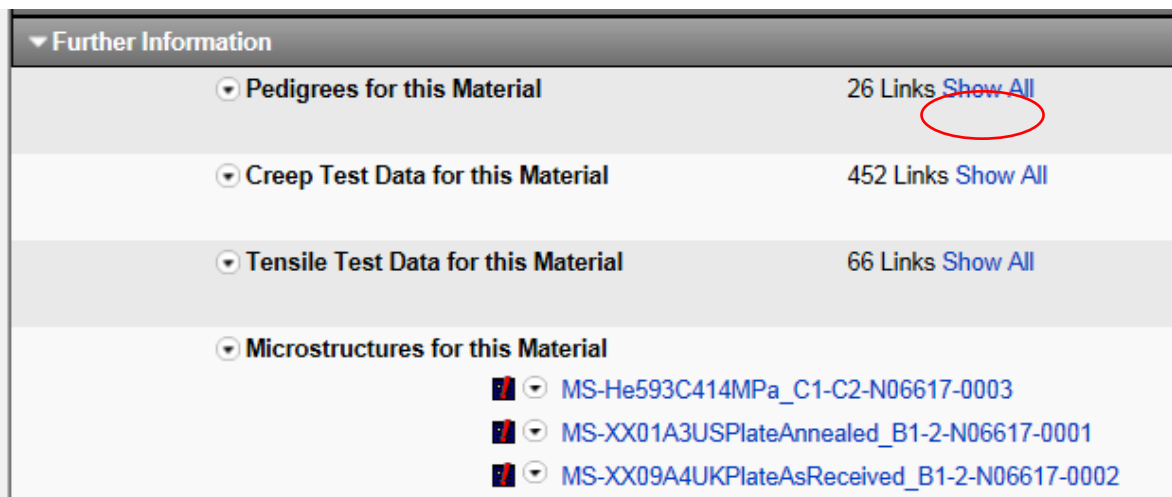 Further Information
Pedigrees for this Material 26 Links Show All
Creep Test Data for this Material 452 Links Show All
Tensile Test Data for this Material 66 Links Show All
Microstructures for this Material
MS-He593C414MPa_C1-C2-N06617-0003
MS-XX01A3USPlateAnnealed_B1-2-N06617-0001
MS-XX09A4UKPlateAsReceived_B1-2-N06617-0002